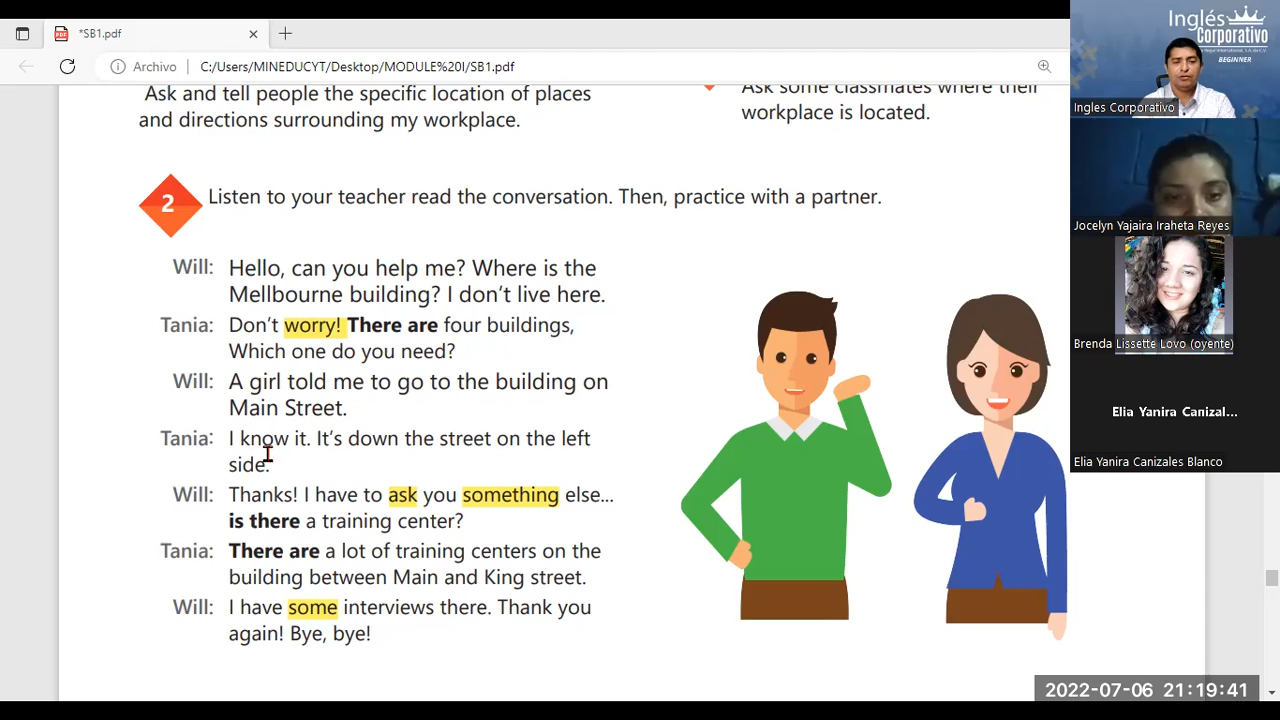 *SB1.pdf
Archivo
C:/Users/MINEDUCYT/Desktop/MODULE%20I/SB1.pdf
Ask and tell people the specific location of places
and directions surrounding my workplace.
Ask some classmates where their
workplace is located.
2
Listen to your teacher read the conversation. Then, practice with a partner.
Will: Hello, can you help me? Where is the
Mellbourne building? I don't live here.
Tania: Don't worry! There are four buildings,
Which one do you need?
Will: A girl told me to go to the building on
Main Street.
Tania: I know it. It's down the street on the left
side.
Will: Thanks! I have to ask you something else...
is there a training center?
Tania: There are a lot of training centers on the
building between Main and King street.
Will: I have some interviews there. Thank you
again! Bye, bye!
Inglés
Corporativo
BEGINNER
Ingles Corporativo
Jocelyn Yajaira Iraheta Reyes
Brenda Lissette Lovo (oyente)
Elia Yanira Canizal...
Elia Yanira Canizales Blanco
2022-07-06 21:19:41